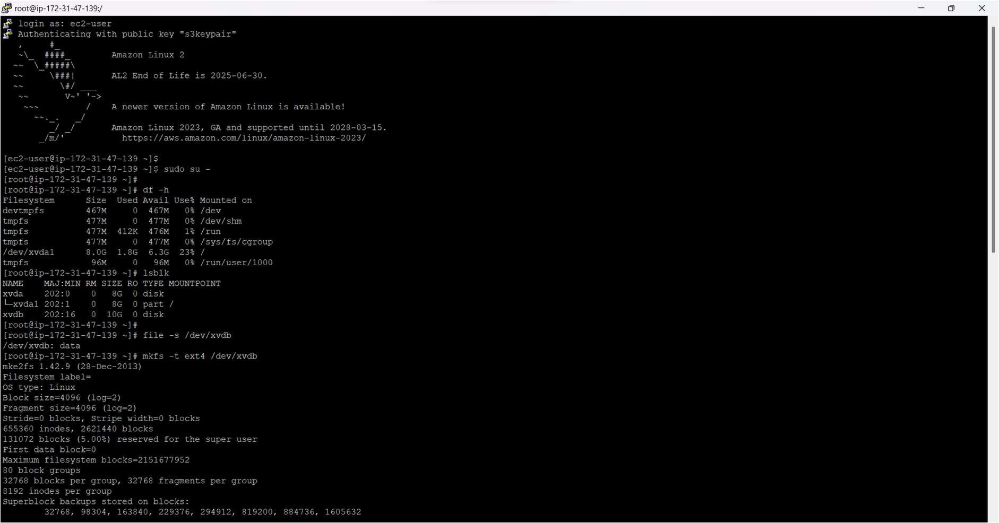 root@ip-172-31-47-139:/
login as: ec2-user
Authenticating with public key "s3keypair"
   ,     #_
   ~\_  ####_        Amazon Linux 2
  ~~  \_#####\
  ~~     \###|       AL2 End of Life is 2025-06-30.
  ~~       \#/ ___
   ~~       V~' '->
    ~~~         /    A newer version of Amazon Linux is available!
      ~~._.   _/
         _/ _/       Amazon Linux 2023, GA and supported until 2028-03-15.
       _/m/'           https://aws.amazon.com/linux/amazon-linux-2023/
[ec2-user@ip-172-31-47-139 ~]$
[ec2-user@ip-172-31-47-139 ~]$ sudo su -
[root@ip-172-31-47-139 ~]#
[root@ip-172-31-47-139 ~]# df -h
Filesystem      Size  Used Avail Use% Mounted on
devtmpfs        467M     0  467M   0% /dev
tmpfs           477M     0  477M   0% /dev/shm
tmpfs           477M  412K  476M   1% /run
tmpfs           477M     0  477M   0% /sys/fs/cgroup
/dev/xvda1      8.0G  1.8G  6.3G  23% /
tmpfs            96M     0   96M   0% /run/user/1000
[root@ip-172-31-47-139 ~]# lsblk
NAME    MAJ:MIN RM SIZE RO TYPE MOUNTPOINT
xvda    202:0    0   8G  0 disk
└─xvda1 202:1    0   8G  0 part /
xvdb    202:16   0  10G  0 disk
[root@ip-172-31-47-139 ~]#
[root@ip-172-31-47-139 ~]# file -s /dev/xvdb
/dev/xvdb: data
[root@ip-172-31-47-139 ~]# mkfs -t ext4 /dev/xvdb
mke2fs 1.42.9 (28-Dec-2013)
Filesystem label=
OS type: Linux
Block size=4096 (log=2)
Fragment size=4096 (log=2)
Stride=0 blocks, Stripe width=0 blocks
655360 inodes, 2621440 blocks
131072 blocks (5.00%) reserved for the super user
First data block=0
Maximum filesystem blocks=2151677952
80 block groups
32768 blocks per group, 32768 fragments per group
8192 inodes per group
Superblock backups stored on blocks:
        32768, 98304, 163840, 229376, 294912, 819200, 884736, 1605632